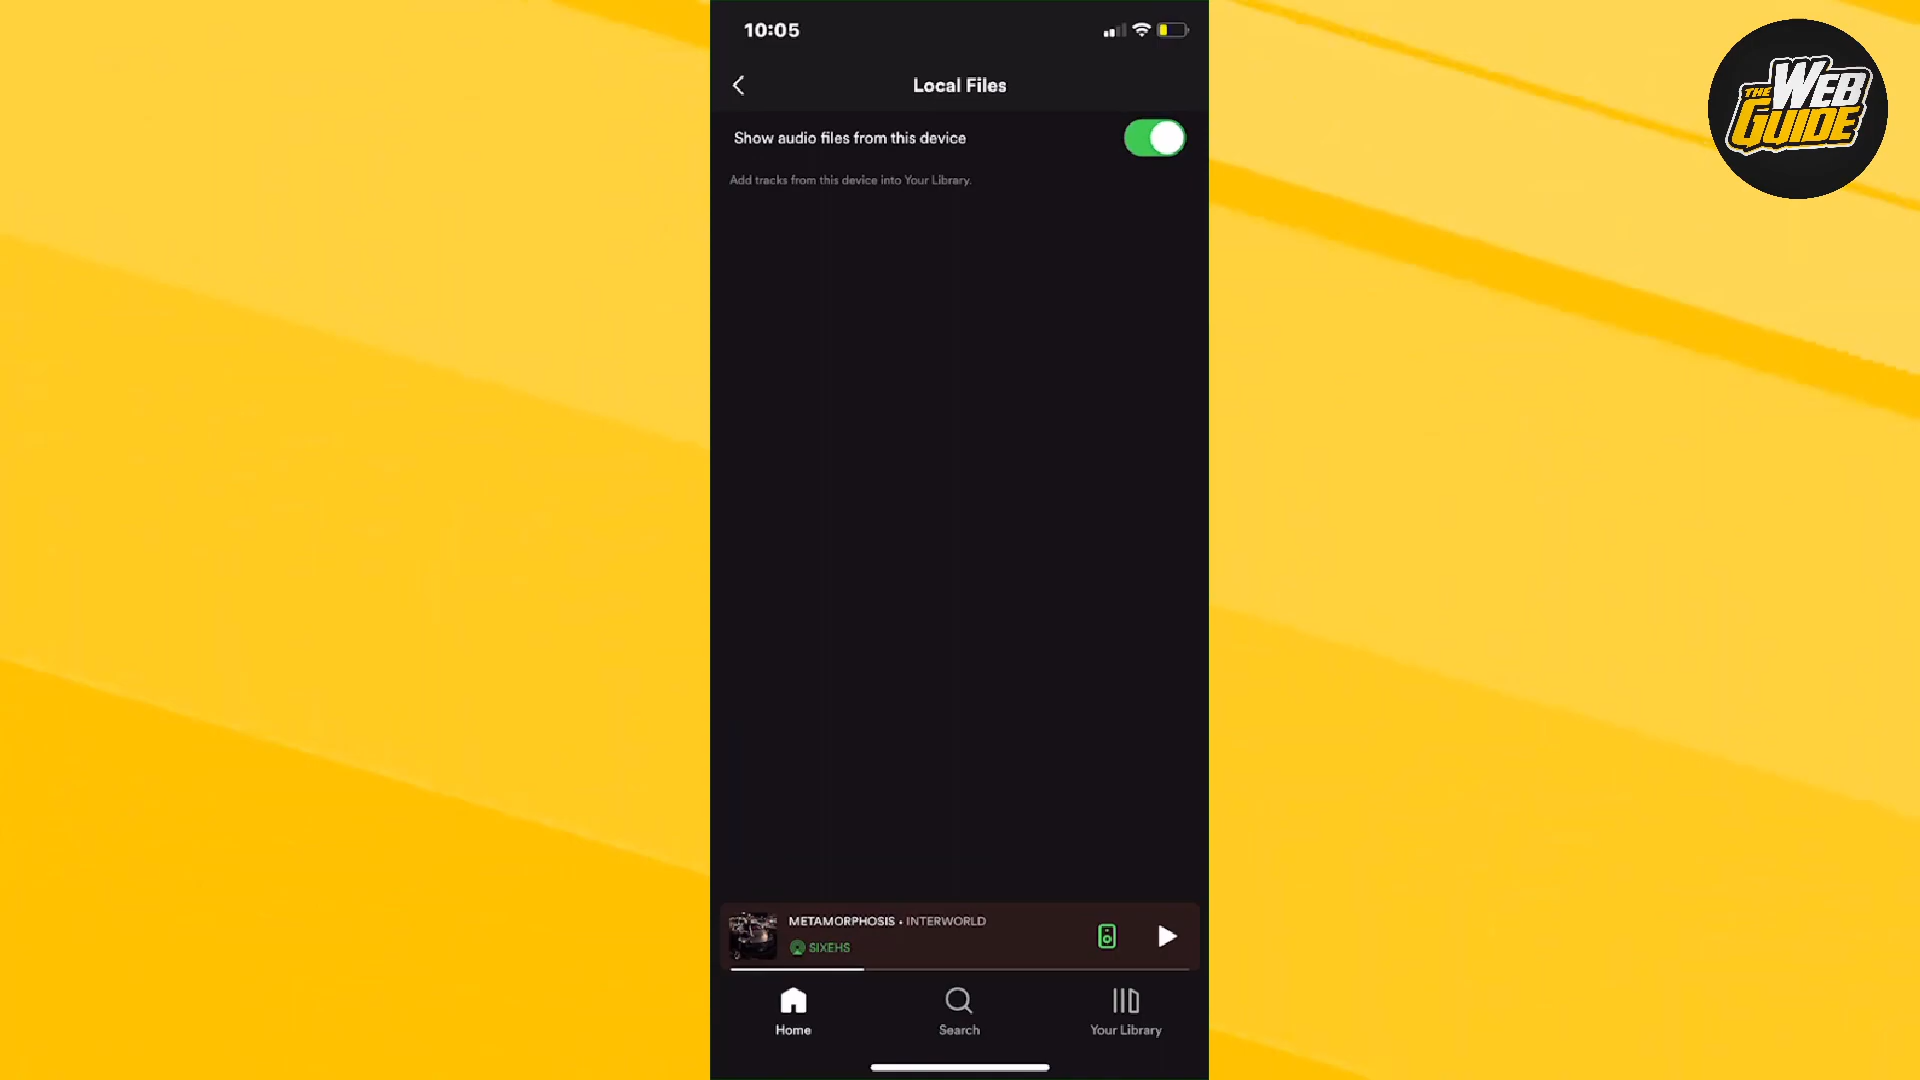 10:05
THE WEB GUIDE
Local Files
Show audio files from this device
Add tracks from this device into Your Library.
METAMORPHOSIS • INTERWORLD
SIXEHS
Home
Search
Your Library